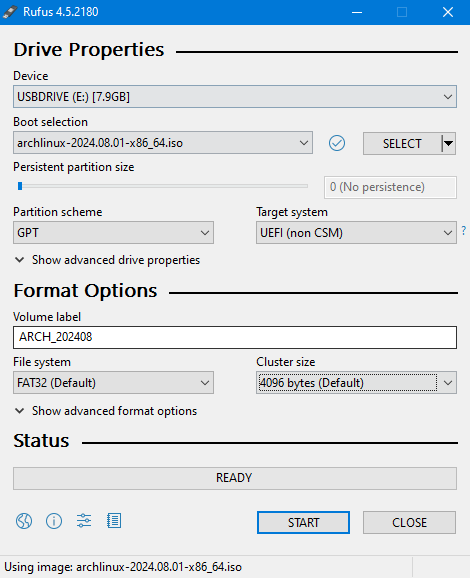 Rufus 4.5.2180
Drive Properties
Device
USBDRIVE (E:) [7.9GB]
Boot selection
archlinux-2024.08.01-x86_64.iso
SELECT
Persistent partition size
0 (No persistence)
Partition scheme Target system
GPT UEFI (non CSM) ?
Show advanced drive properties
Format Options
Volume label
ARCH_202408
File system Cluster size
FAT32 (Default) 4096 bytes (Default)
Show advanced format options
Status
READY
START CLOSE
Using image: archlinux-2024.08.01-x86_64.iso